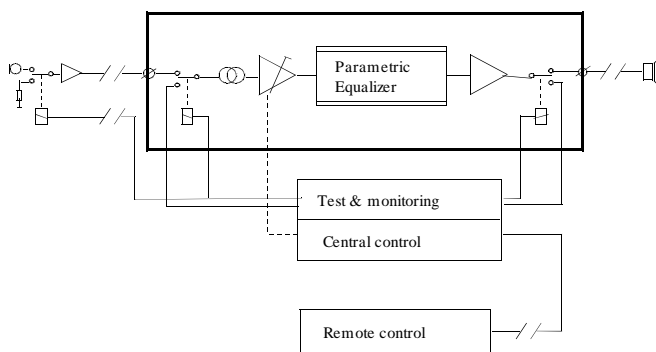 Parametric
Equalizer
Test & monitoring
Central control
Remote control